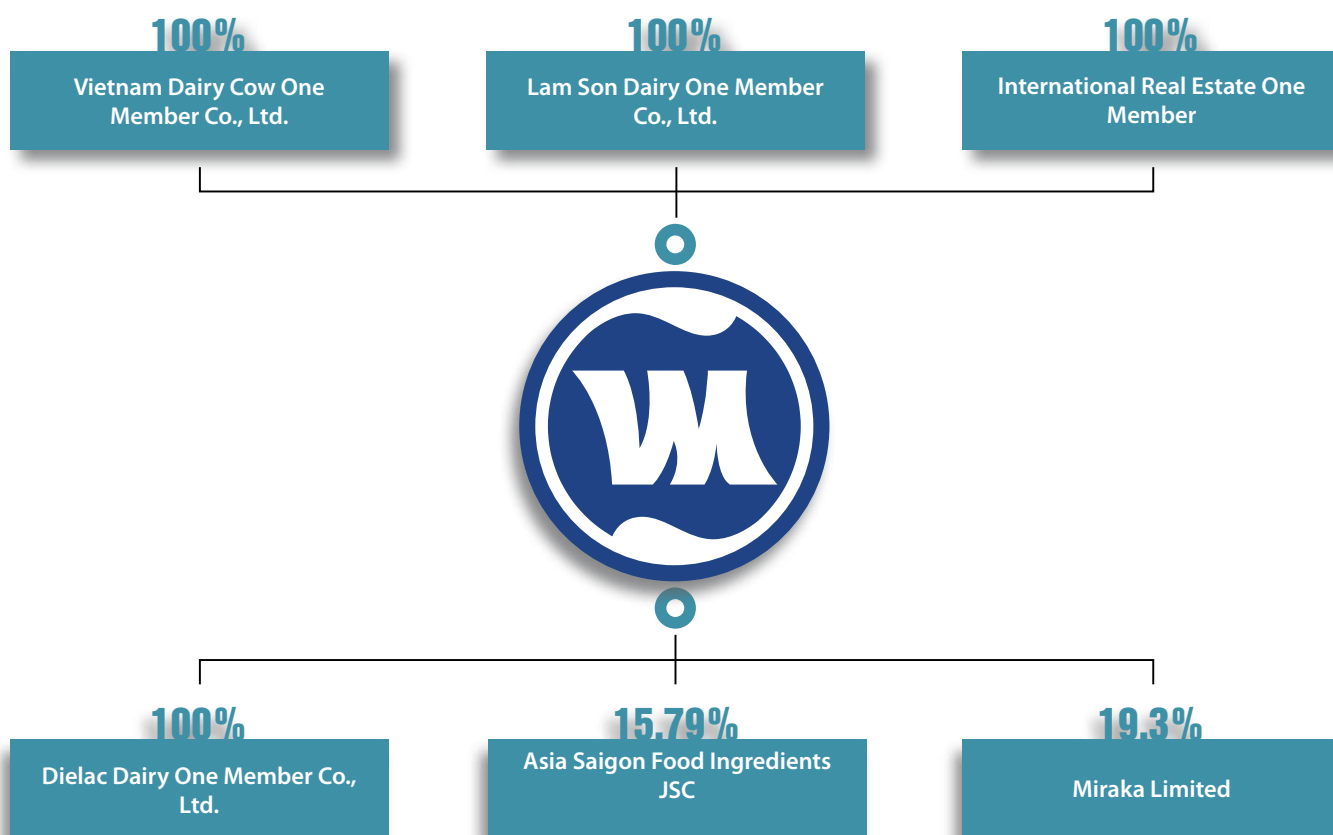 100%
100%
100%
Vietnam Dairy Cow One
Member Co., Ltd.
Lam Son Dairy One Member
Co., Ltd.
International Real Estate One
Member
VM
100%
15.79%
19.3%
Dielac Dairy One Member Co.,
Ltd.
Asia Saigon Food Ingredients
JSC
Miraka Limited